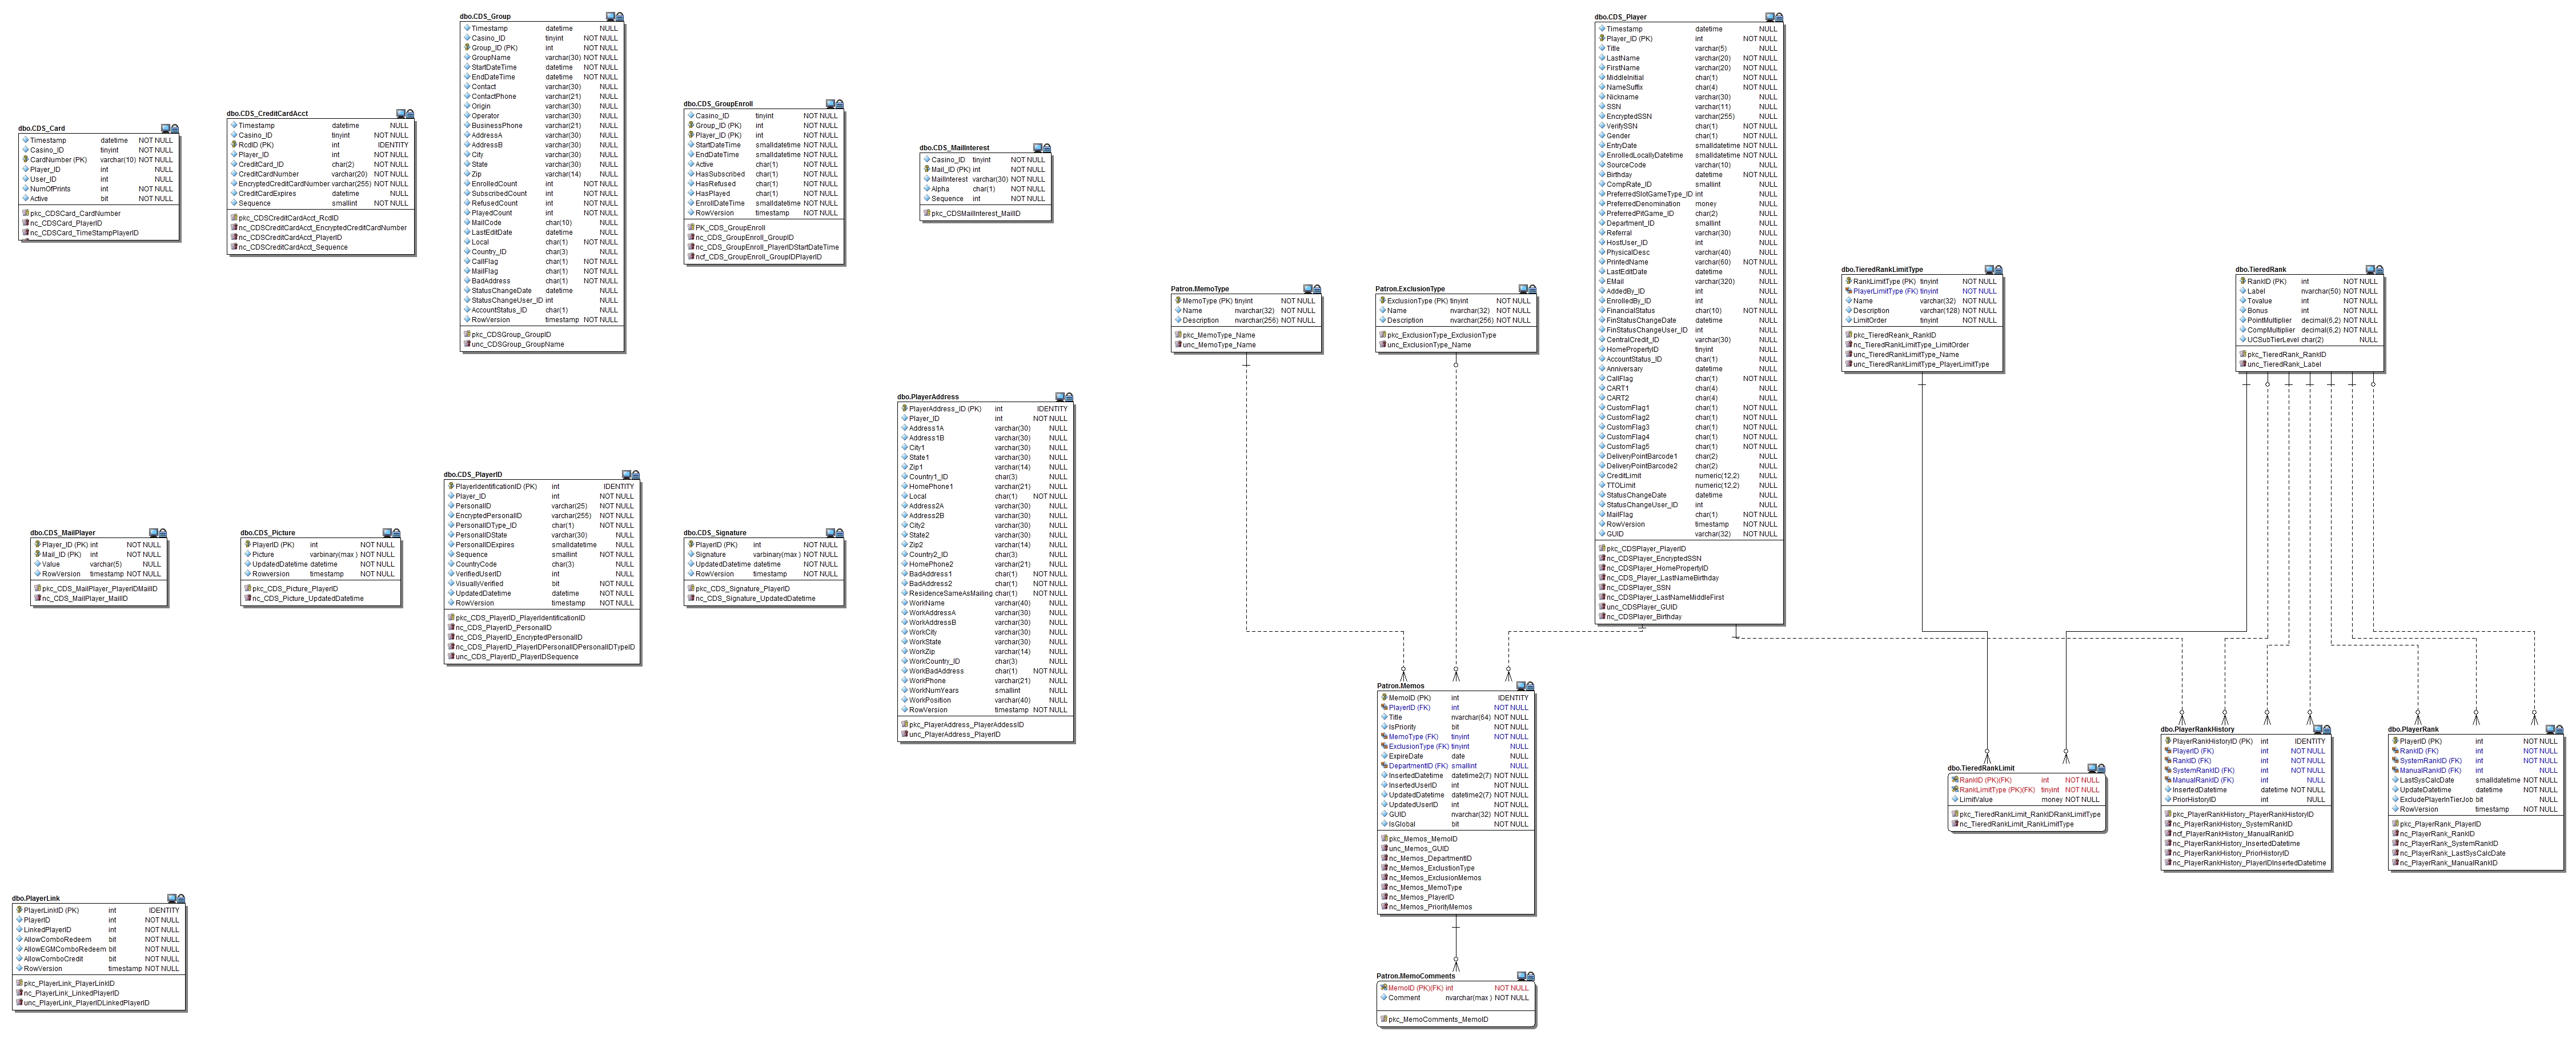 dbo.CDS_Group
Timestamp datetime NULL
Casino_ID tinyint NOT NULL
Group_ID (PK) int NOT NULL
GroupName varchar(30) NOT NULL
StartDateTime datetime NOT NULL
EndDateTime datetime NOT NULL
Contact varchar(30) NULL
ContactPhone varchar(21) NULL
Origin varchar(30) NULL
Operator varchar(30) NULL
BusinessPhone varchar(21) NULL
AddressA varchar(30) NULL
AddressB varchar(30) NULL
City varchar(30) NULL
State varchar(30) NULL
Zip varchar(14) NULL
EnrolledCount int NOT NULL
SubscribedCount int NOT NULL
RefusedCount int NOT NULL
PlayedCount int NOT NULL
MailCode char(10) NULL
LastEditDate datetime NULL
Local char(1) NOT NULL
Country_ID char(3) NULL
CallFlag char(1) NOT NULL
MailFlag char(1) NOT NULL
BadAddress char(1) NOT NULL
StatusChangeDate datetime NULL
StatusChangeUser_ID int NULL
AccountStatus_ID char(1) NULL
RowVersion timestamp NOT NULL
pkc_CDSGroup_GroupID
unc_CDSGroup_GroupName
dbo.CDS_Player
Timestamp datetime NULL
Player_ID (PK) int NOT NULL
Title varchar(5) NULL
LastName varchar(20) NOT NULL
FirstName varchar(20) NOT NULL
MiddleInitial char(1) NULL
NameSuffix char(4) NOT NULL
Nickname varchar(30) NULL
SSN varchar(11) NULL
EncryptedSSN varchar(255) NULL
VerifySSN char(1) NOT NULL
Gender char(1) NOT NULL
EntryDate smalldatetime NOT NULL
EnrolledLocallyDatetime smalldatetime NOT NULL
SourceCode varchar(10) NULL
Birthday datetime NOT NULL
CompRate_ID smallint NULL
PreferredSlotGameType_ID int NULL
PreferredDenomination money NULL
PreferredPitGame_ID char(2) NULL
Department_ID smallint NULL
Referral varchar(30) NULL
HostUser_ID int NULL
PhysicalDesc varchar(40) NULL
PrintedName varchar(60) NOT NULL
LastEditDate datetime NULL
EMail varchar(320) NULL
AddedBy_ID int NULL
EnrolledBy_ID int NULL
FinancialStatus char(10) NOT NULL
FinStatusChangeDate datetime NULL
FinStatusChangeUser_ID int NULL
CentralCredit_ID varchar(30) NULL
HomePropertyID tinyint NULL
AccountStatus_ID char(1) NULL
Anniversary datetime NULL
CallFlag char(1) NOT NULL
CART1 char(4) NULL
CART2 char(4) NULL
CustomFlag1 char(1) NOT NULL
CustomFlag2 char(1) NOT NULL
CustomFlag3 char(1) NOT NULL
CustomFlag4 char(1) NOT NULL
CustomFlag5 char(1) NOT NULL
DeliveryPointBarcode1 char(2) NULL
DeliveryPointBarcode2 char(2) NULL
CreditLimit numeric(12,2) NULL
TTOLimit numeric(12,2) NULL
StatusChangeDate datetime NULL
StatusChangeUser_ID int NULL
MailFlag char(1) NOT NULL
RowVersion timestamp NOT NULL
GUID varchar(32) NOT NULL
pkc_CDSPlayer_PlayerID
nc_CDSPlayer_EncryptedSSN
nc_CDSPlayer_HomePropertyID
nc_CDS_Player_LastNameBirthday
nc_CDSPlayer_SSN
nc_CDSPlayer_LastNameMiddleFirst
unc_CDSPlayer_GUID
nc_CDSPlayer_Birthday
dbo.CDS_Card
Timestamp datetime NOT NULL
Casino_ID tinyint NOT NULL
CardNumber (PK) varchar(10) NOT NULL
Player_ID int NULL
User_ID int NULL
NumOfPrints int NOT NULL
Active bit NOT NULL
pkc_CDSCard_CardNumber
nc_CDSCard_PlayerID
nc_CDSCard_TimeStampPlayerID
dbo.CDS_CreditCardAcct
Timestamp datetime NULL
Casino_ID tinyint NOT NULL
RcdID (PK) int IDENTITY
Player_ID int NOT NULL
CreditCard_ID char(2) NOT NULL
CreditCardNumber varchar(20) NOT NULL
EncryptedCreditCardNumber varchar(255) NOT NULL
CreditCardExpires datetime NULL
Sequence smallint NOT NULL
pkc_CDSCreditCardAcct_RcdID
nc_CDSCreditCardAcct_EncryptedCreditCardNumber
nc_CDSCreditCardAcct_PlayerID
nc_CDSCreditCardAcct_Sequence
dbo.CDS_GroupEnroll
Casino_ID tinyint NOT NULL
Group_ID (PK) int NOT NULL
Player_ID (PK) int NOT NULL
StartDateTime smalldatetime NOT NULL
EndDateTime smalldatetime NOT NULL
Active char(1) NOT NULL
HasSubscribed char(1) NOT NULL
HasRefused char(1) NOT NULL
HasPlayed char(1) NOT NULL
EnrollDateTime smalldatetime NOT NULL
RowVersion timestamp NOT NULL
PK_CDS_GroupEnroll
nc_CDS_GroupEnroll_GroupID
nc_CDS_GroupEnroll_PlayerIDStartDateTime
ncf_CDS_GroupEnroll_GroupIDPlayerID
dbo.CDS_MailInterest
Casino_ID tinyint NOT NULL
Mail_ID (PK) int NOT NULL
MailInterest varchar(30) NOT NULL
Alpha char(1) NOT NULL
Sequence int NOT NULL
pkc_CDSMailInterest_MailID
Patron.MemoType
MemoType (PK) tinyint NOT NULL
Name nvarchar(32) NOT NULL
Description nvarchar(256) NOT NULL
pkc_MemoType_Name
unc_MemoType_Name
Patron.ExclusionType
ExclusionType (PK) tinyint NOT NULL
Name nvarchar(32) NOT NULL
Description nvarchar(256) NOT NULL
pkc_ExclusionType_ExclusionType
unc_ExclusionType_Name
dbo.TieredRankLimitType
RankLimitType (PK) tinyint NOT NULL
PlayerLimitType (FK) tinyint NOT NULL
Name varchar(32) NOT NULL
Description varchar(128) NOT NULL
LimitOrder tinyint NOT NULL
pkc_TieredReank_RankID
nc_TieredRankLimitType_LimitOrder
unc_TieredRankLimitType_Name
unc_TieredRankLimitType_PlayerLimitType
dbo.TieredRank
RankID (PK) int NOT NULL
Label nvarchar(50) NOT NULL
Tovalue int NOT NULL
Bonus int NOT NULL
PointMultiplier decimal(6,2) NOT NULL
CompMultiplier decimal(6,2) NOT NULL
UCSubTierLevel char(2) NULL
pkc_TieredRank_RankID
unc_TieredRank_Label
dbo.PlayerAddress
PlayerAddress_ID (PK) int IDENTITY
Player_ID int NOT NULL
Address1A varchar(30) NULL
Address1B varchar(30) NULL
City1 varchar(30) NULL
State1 varchar(30) NULL
Zip1 varchar(14) NULL
Country1_ID char(3) NULL
HomePhone1 varchar(21) NULL
Local char(1) NOT NULL
Address2A varchar(30) NULL
Address2B varchar(30) NULL
City2 varchar(30) NULL
State2 varchar(30) NULL
Zip2 varchar(14) NULL
Country2_ID char(3) NULL
HomePhone2 varchar(21) NULL
BadAddress1 char(1) NOT NULL
BadAddress2 char(1) NOT NULL
ResidenceSameAsMailing char(1) NOT NULL
WorkName varchar(40) NULL
WorkAddressA varchar(30) NULL
WorkAddressB varchar(30) NULL
WorkCity varchar(30) NULL
WorkState varchar(30) NULL
WorkZip varchar(14) NULL
WorkCountry_ID char(3) NULL
WorkBadAddress char(1) NOT NULL
WorkPhone varchar(21) NULL
WorkNumYears smallint NULL
WorkPosition varchar(40) NULL
RowVersion timestamp NOT NULL
pkc_PlayerAddress_PlayerAddessID
unc_PlayerAddress_PlayerID
dbo.CDS_PlayerID
PlayerIdentificationID (PK) int IDENTITY
Player_ID int NOT NULL
PersonalID varchar(25) NOT NULL
EncryptedPersonalID varchar(255) NOT NULL
PersonalIDType_ID char(1) NOT NULL
PersonalIDState varchar(30) NULL
PersonalIDExpires smalldatetime NULL
Sequence smallint NOT NULL
CountryCode char(3) NULL
VerifiedUserID int NULL
VisuallyVerified bit NOT NULL
UpdatedDatetime datetime NOT NULL
RowVersion timestamp NOT NULL
pkc_CDS_PlayerID_PlayerIdentificationID
nc_CDS_PlayerID_PersonalID
nc_CDS_PlayerID_EncryptedPersonalID
nc_CDS_PlayerID_PlayerIDPersonalIDPersonalIDTypeID
unc_CDS_PlayerID_PlayerIDSequence
dbo.CDS_MailPlayer
Player_ID (PK) int NOT NULL
Mail_ID (PK) int NOT NULL
Value varchar(5) NULL
RowVersion timestamp NOT NULL
pkc_CDS_MailPlayer_PlayerIDMailID
nc_CDS_MailPlayer_MailID
dbo.CDS_Picture
PlayerID (PK) int NOT NULL
Picture varbinary(max ) NOT NULL
UpdatedDatetime datetime NOT NULL
Rowversion timestamp NOT NULL
pkc_CDS_Picture_PlayerID
nc_CDS_Picture_UpdatedDatetime
dbo.CDS_Signature
PlayerID (PK) int NOT NULL
Signature varbinary(max ) NOT NULL
UpdatedDatetime datetime NOT NULL
RowVersion timestamp NOT NULL
pkc_CDS_Signature_PlayerID
nc_CDS_Signature_UpdatedDatetime
Patron.Memos
MemoID (PK) int IDENTITY
PlayerID (FK) int NOT NULL
Title nvarchar(64) NOT NULL
IsPriority bit NOT NULL
MemoType (FK) tinyint NOT NULL
ExclusionType (FK) tinyint NULL
ExpireDate date NULL
DepartmentID (FK) smallint NULL
InsertedDatetime datetime2(7) NOT NULL
InsertedUserID int NOT NULL
UpdatedDatetime datetime2(7) NOT NULL
UpdatedUserID int NOT NULL
GUID nvarchar(32) NOT NULL
IsGlobal bit NOT NULL
pkc_Memos_MemoID
unc_Memos_GUID
nc_Memos_DepartmentID
nc_Memos_ExclustionType
nc_Memos_ExclusionMemos
nc_Memos_MemoType
nc_Memos_PlayerID
nc_Memos_PriorityMemos
dbo.PlayerRankHistory
PlayerRankHistoryID (PK) int IDENTITY
PlayerID (FK) int NOT NULL
RankID (FK) int NOT NULL
SystemRankID (FK) int NOT NULL
ManualRankID (FK) int NULL
InsertedDatetime datetime NOT NULL
PriorHistoryID int NULL
pkc_PlayerRankHistory_PlayerRankHistoryID
nc_PlayerRankHistory_SystemRankID
ncf_PlayerRankHistory_ManualRankID
nc_PlayerRankHistory_InsertedDatetime
nc_PlayerRankHistory_PriorHistoryID
nc_PlayerRankHistory_PlayerIDInsertedDatetime
dbo.PlayerRank
PlayerID (PK) int NOT NULL
RankID (FK) int NOT NULL
SystemRankID (FK) int NOT NULL
ManualRankID (FK) int NULL
LastSysCalcDate smalldatetime NOT NULL
UpdateDatetime datetime NOT NULL
ExcludePlayerInTierJob bit NULL
RowVersion timestamp NOT NULL
pkc_PlayerRank_PlayerID
nc_PlayerRank_RankID
nc_PlayerRank_SystemRankID
nc_PlayerRank_LastSysCalcDate
nc_PlayerRank_ManualRankID
dbo.TieredRankLimit
RankID (PK)(FK) int NOT NULL
RankLimitType (PK)(FK) tinyint NOT NULL
LimitValue money NOT NULL
pkc_TieredRankLimit_RankIDRankLimitType
nc_TieredRankLimit_RankLimitType
dbo.PlayerLink
PlayerLinkID (PK) int IDENTITY
PlayerID int NOT NULL
LinkedPlayerID int NOT NULL
AllowComboRedeem bit NOT NULL
AllowEGMComboRedeem bit NOT NULL
AllowComboCredit bit NOT NULL
RowVersion timestamp NOT NULL
pkc_PlayerLink_PlayerLinkID
nc_PlayerLink_LinkedPlayerID
unc_PlayerLink_PlayerIDLinkedPlayerID
Patron.MemoComments
MemoID (PK)(FK) int NOT NULL
Comment nvarchar(max ) NOT NULL
pkc_MemoComments_MemoID